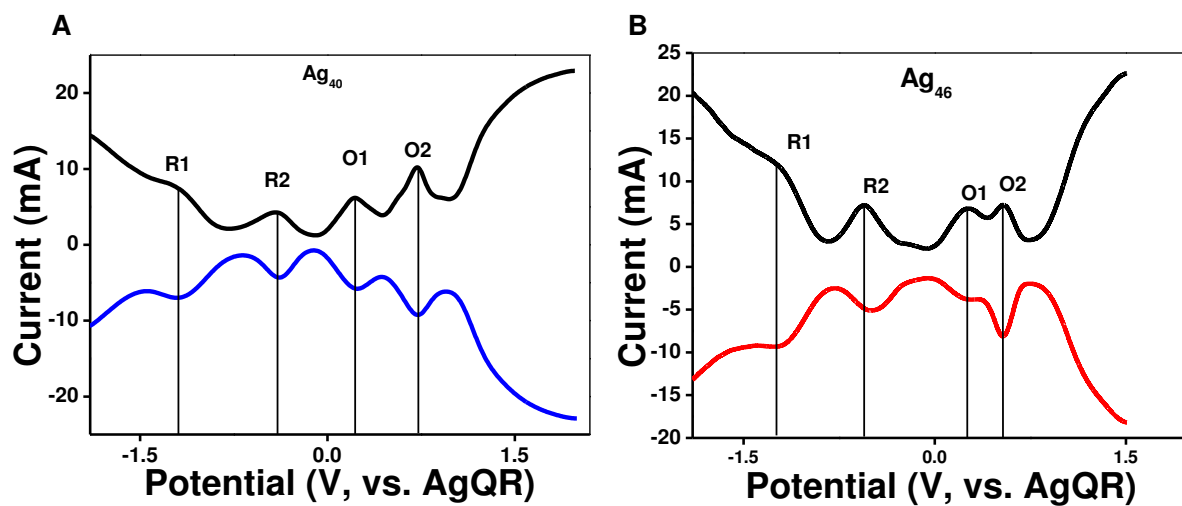 A
Ag40
R1
R2
O1
O2
20
10
0
-10
-20
-1.5
0.0
1.5
Current (mA)
Potential (V, vs. AgQR)
B
Ag46
R1
R2
O1
O2
25
20
15
10
5
0
-5
-10
-15
-20
-1.5
0.0
1.5
Current (mA)
Potential (V, vs. AgQR)